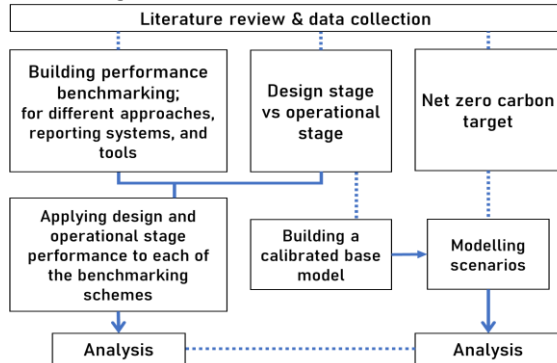 Literature review & data collection
Building performance
benchmarking;
for different approaches,
reporting systems, and
tools
Design stage
vs operational
stage
Net zero carbon
target
Applying design and
operational stage
performance to each of
the benchmarking
schemes
Building a
calibrated base
model
Modelling
scenarios
Analysis
Analysis